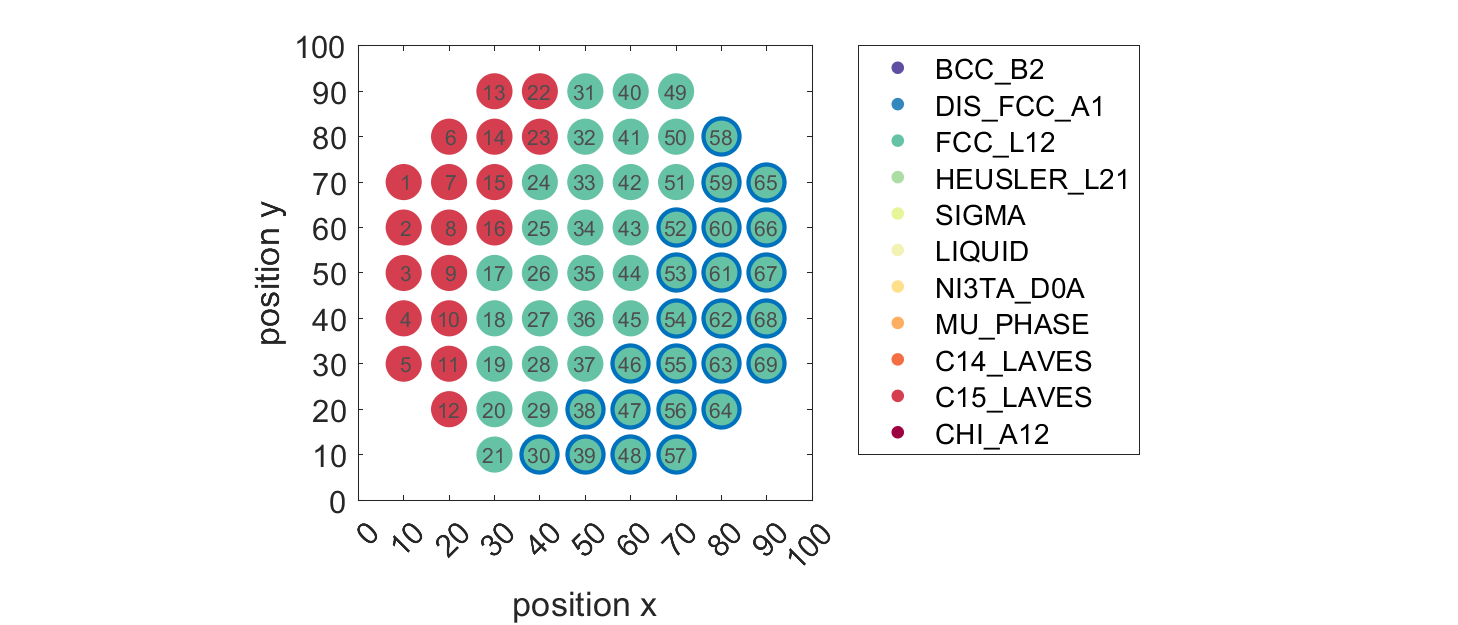 100
90
80
70
60
50
40
30
20
10
0
position y
13 22 31 40 49
6 14 23 32 41 50 58
1 7 15 24 33 42 51 59 65
2 8 16 25 34 43 52 60 66
3 9 17 26 35 44 53 61 67
4 10 18 27 36 45 54 62 68
5 11 19 28 37 46 55 63 69
12 20 29 38 47 56 64
21 30 39 48 57
0 10 20 30 40 50 60 70 80 90 100
position x
BCC_B2
DIS_FCC_A1
FCC_L12
HEUSLER_L21
SIGMA
LIQUID
NI3TA_D0A
MU_PHASE
C14_LAVES
C15_LAVES
CHI_A12